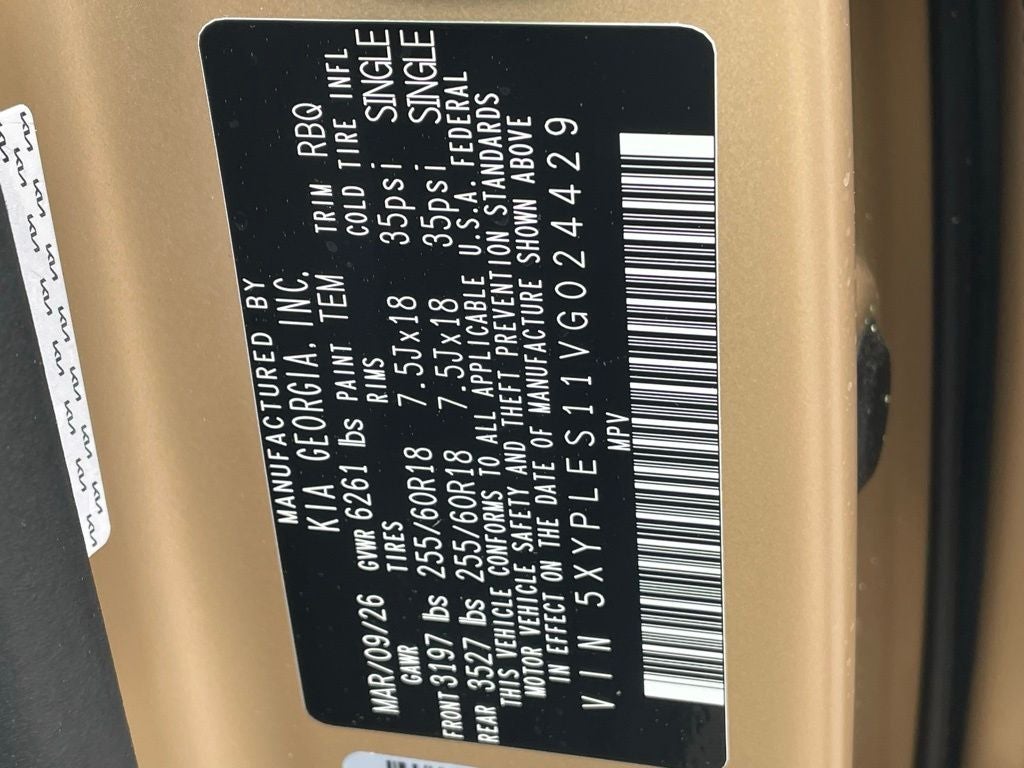 MANUFACTURED BY
KIA GEORGIA, INC.
MAR/09/26 GVWR 6261 lbs PAINT TEM TRIM RBQ
GAWR TIRES RIMS COLD TIRE INFL
FRONT 3197 lbs 255/60R18 7.5Jx18 35psi SINGLE
REAR 3527 lbs 255/60R18 7.5Jx18 35psi SINGLE
THIS VEHICLE CONFORMS TO ALL APPLICABLE U.S.A. FEDERAL
MOTOR VEHICLE SAFETY AND THEFT PREVENTION STANDARDS
IN EFFECT ON THE DATE OF MANUFACTURE SHOWN ABOVE
VIN 5XYPLES11VG024429
MPV